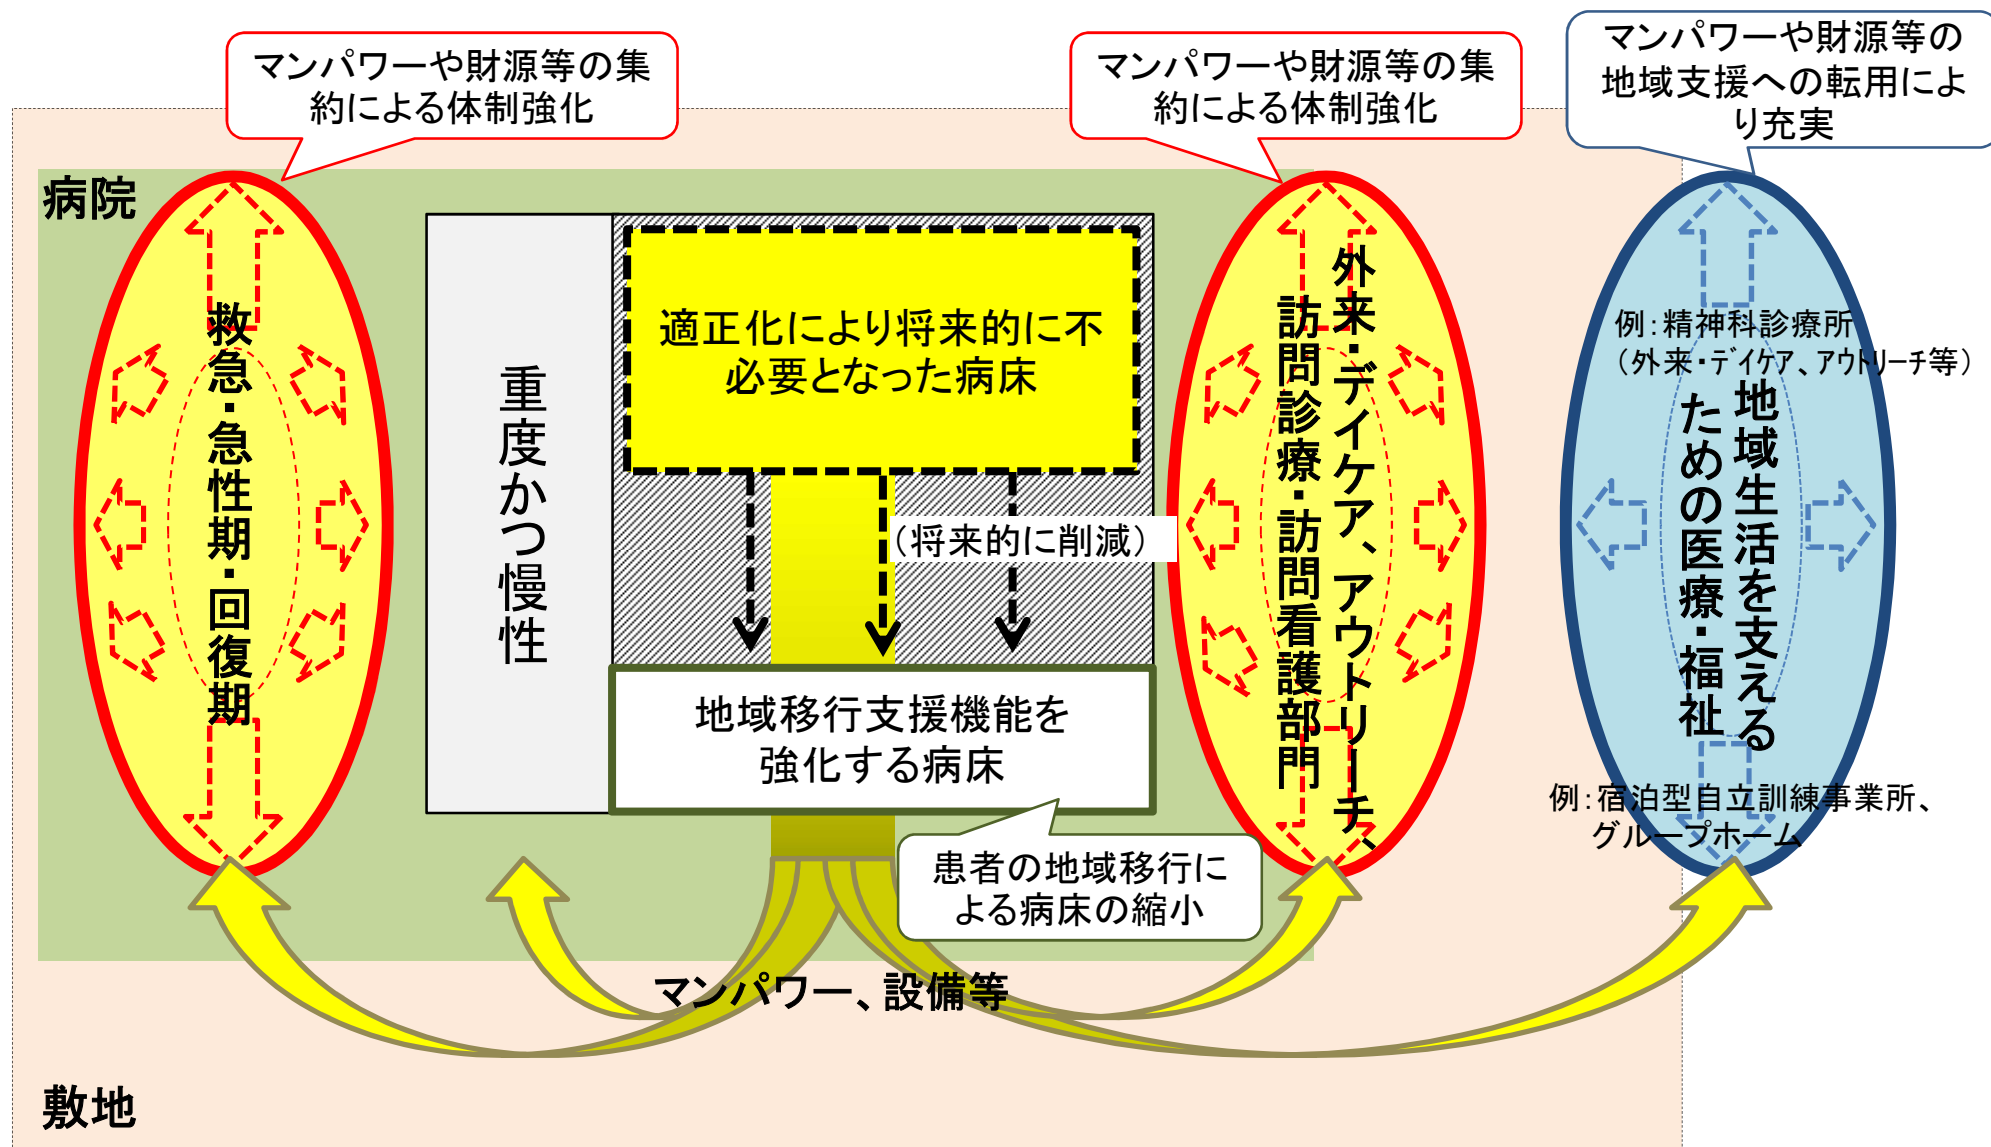 マンパワーや財源等の集
約による体制強化
マンパワーや財源等の集
約による体制強化
マンパワーや財源等の
地域支援への転用によ
り充実
病院
救急・急性期・回復期
重度かつ慢性
適正化により将来的に不
必要となった病床
（将来的に削減）
地域移行支援機能を
強化する病床
患者の地域移行に
よる病床の縮小
外来・デイケア、アウトリーチ、
訪問診療・訪問看護部門
例：精神科診療所
（外来・ﾃﾞｲｹｱ、ｱｳﾄﾘｰﾁ等）
地域生活を支える
ための医療・福祉
例：宿泊型自立訓練事業所、
グループホーム
マンパワー、設備等
敷地